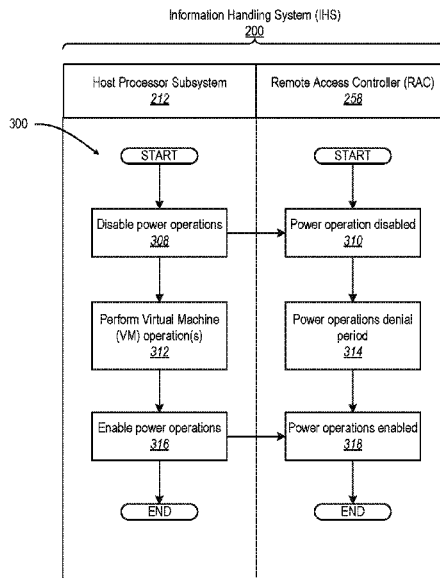 Information Handling System (IHS)
200
Host Processor Subsystem
212
Remote Access Controller (RAC)
258
300
START
START
Disable power operations
308
Power operation disabled
310
Perform Virtual Machine
(VM) operation(s)
312
Power operations denial
period
314
Enable power operations
316
Power operations enabled
318
END
END